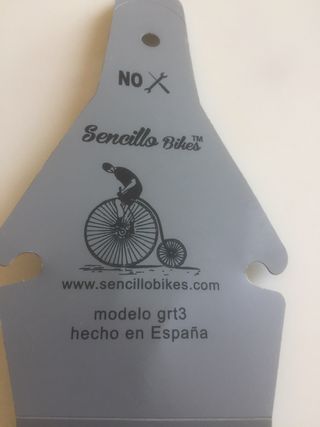 NO
Sencillo Bikes™
www.sencillobikes.com
modelo grt3
hecho en España